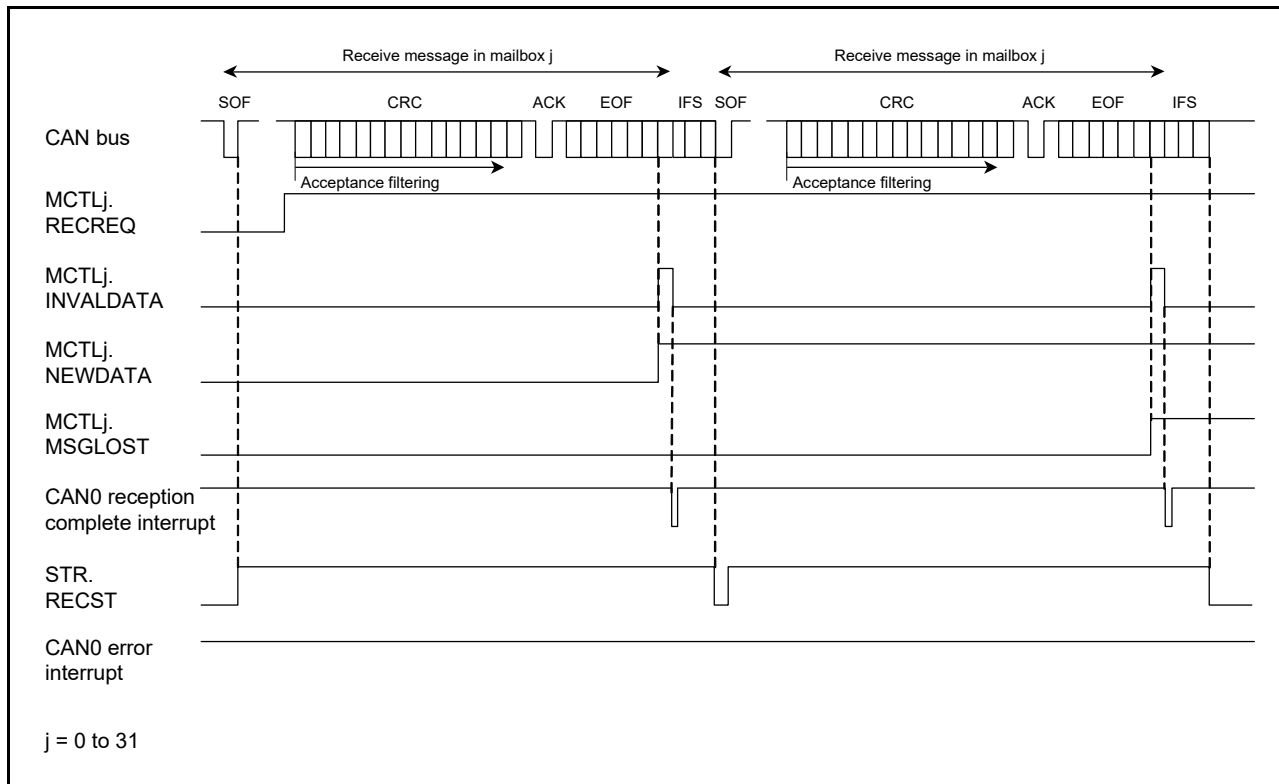 Receive message in mailbox j Receive message in mailbox j
SOF CRC ACK EOF IFS SOF CRC ACK EOF IFS
CAN bus
Acceptance filtering Acceptance filtering
MCTLj.
RECREQ
MCTLj.
INVALDATA
MCTLj.
NEWDATA
MCTLj.
MSGLOST
CAN0 reception
complete interrupt
STR.
RECST
CAN0 error
interrupt
j = 0 to 31